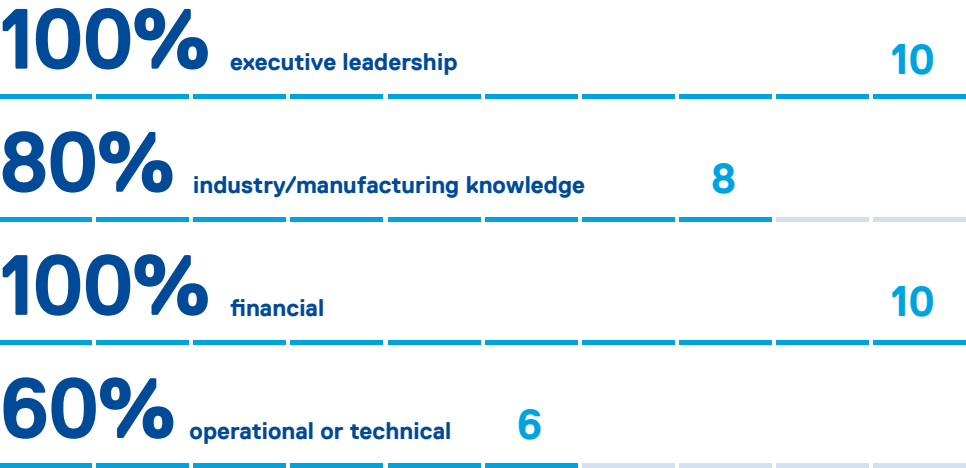 100% executive leadership 10
80% industry/manufacturing knowledge 8
100% financial 10
60% operational or technical 6